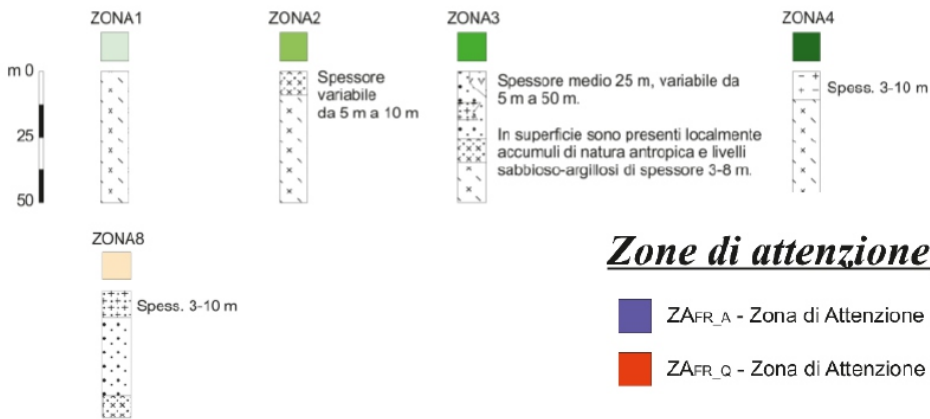 ZONA1
ZONA2
ZONA3
ZONA4
m 0
25
50
Spessore
variabile
da 5 m a 10 m
Spessore medio 25 m, variabile da
5 m a 50 m.
In superficie sono presenti localmente
accumuli di natura antropica e livelli
sabbioso-argillosi di spessore 3-8 m.
Spess. 3-10 m
ZONA8
Spess. 3-10 m
Zone di attenzione
ZAFR_A - Zona di Attenzione
ZAFR_Q - Zona di Attenzione